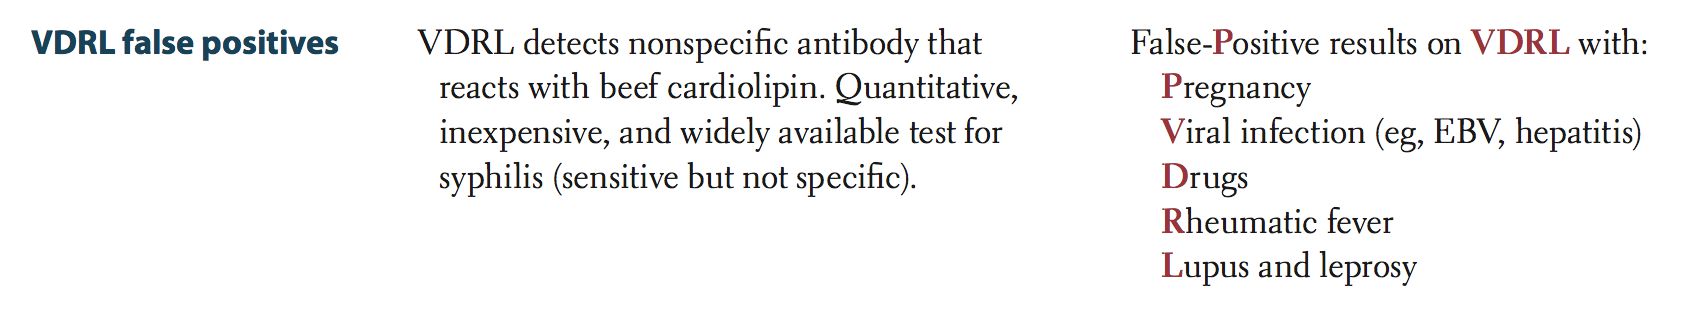 VDRL false positives
VDRL detects nonspecific antibody that
reacts with beef cardiolipin. Quantitative,
inexpensive, and widely available test for
syphilis (sensitive but not specific).
False-Positive results on VDRL with:
Pregnancy
Viral infection (eg, EBV, hepatitis)
Drugs
Rheumatic fever
Lupus and leprosy